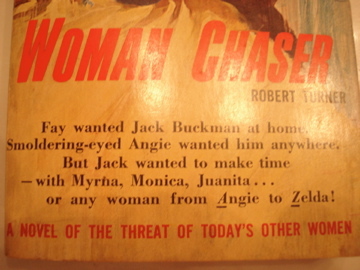 WOMAN CHASER
ROBERT TURNER
Fay wanted Jack Buckman at home,
Smoldering-eyed Angie wanted him anywhere.
But Jack wanted to make time
—with Myrna, Monica, Juanita...
or any woman from Angie to Zelda!
A NOVEL OF THE THREAT OF TODAY'S OTHER WOMEN